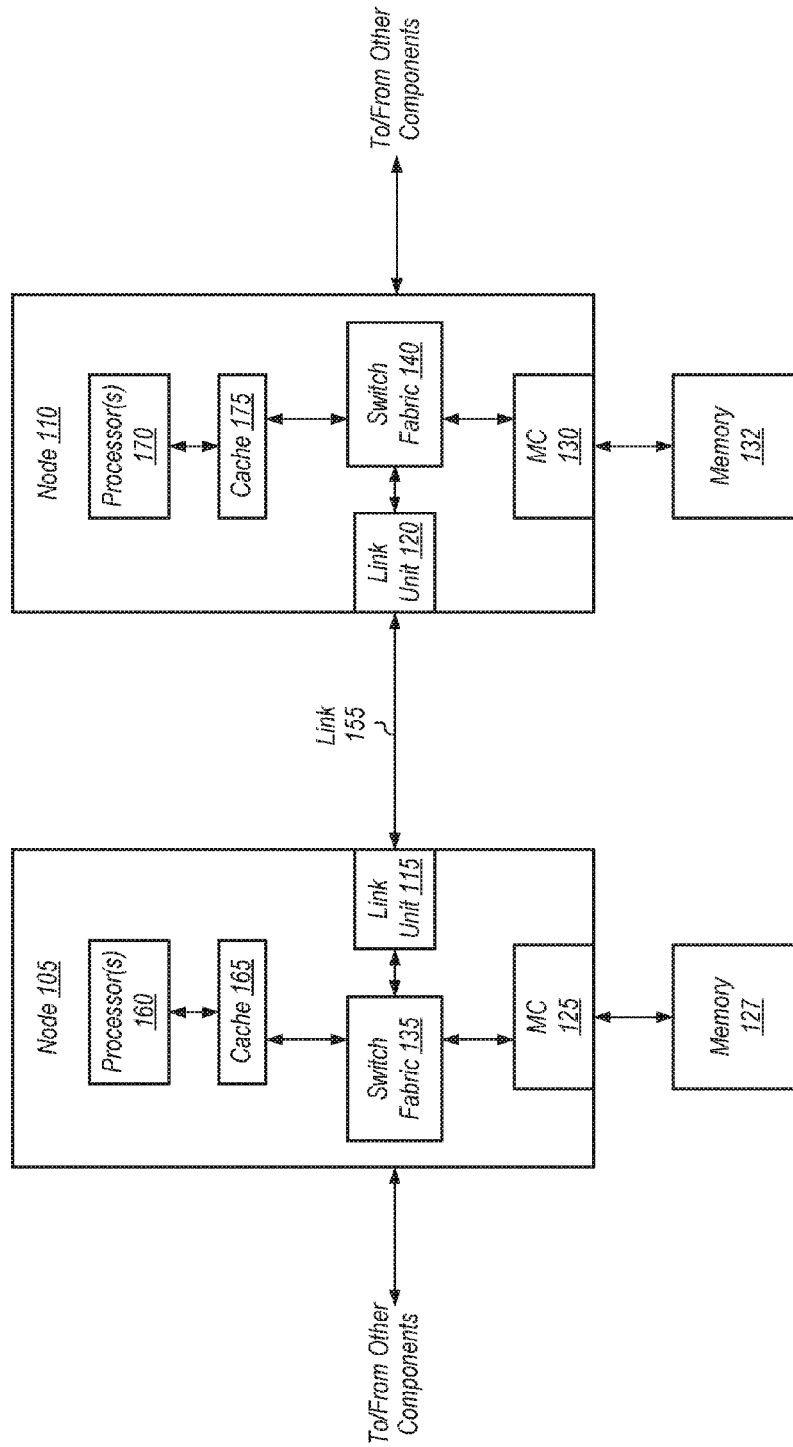 Node 105
Processor(s)
160
Cache 165
Switch
Fabric 135
Link
Unit 115
MC
125
Memory
127
To/From Other
Components
Link
155
Node 110
Processor(s)
170
Cache 175
Link
Unit 120
Switch
Fabric 140
MC
130
Memory
132
To/From Other
Components